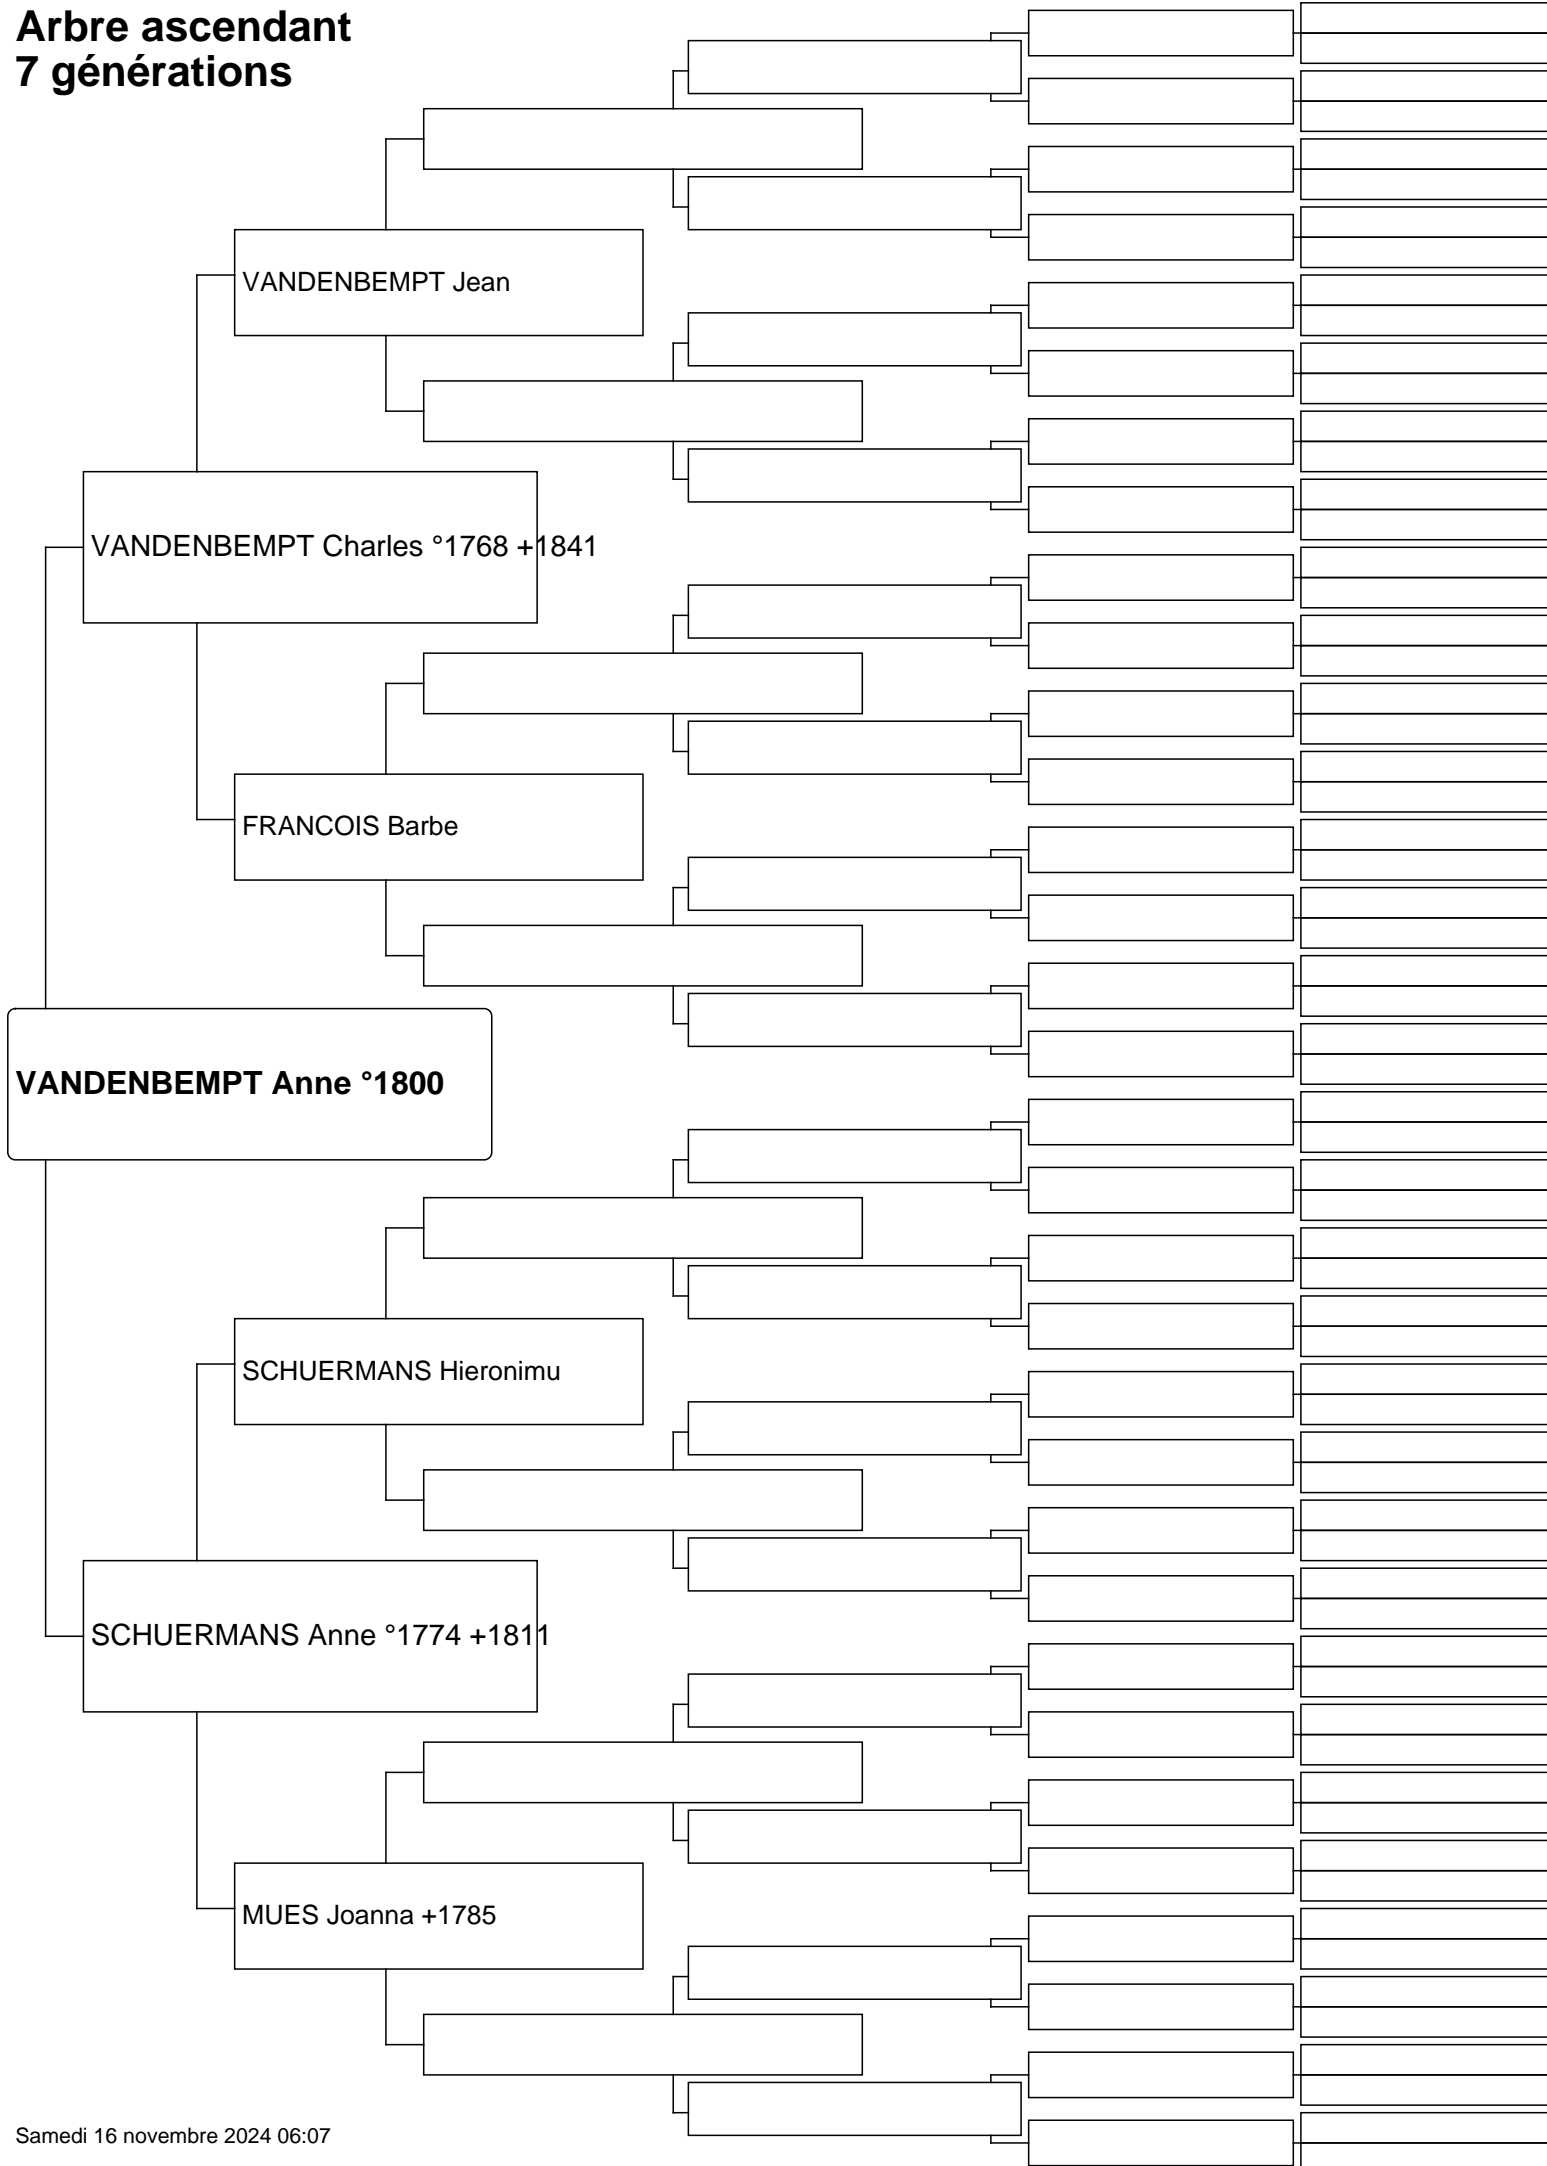 Arbre ascendant
7 générations
VANDENBEMPT Jean
VANDENBEMPT Charles °1768 +1841
FRANCOIS Barbe
VANDENBEMPT Anne °1800
SCHUERMANS Hieronimu
SCHUERMANS Anne °1774 +1811
MUES Joanna +1785
Samedi 16 novembre 2024 06:07